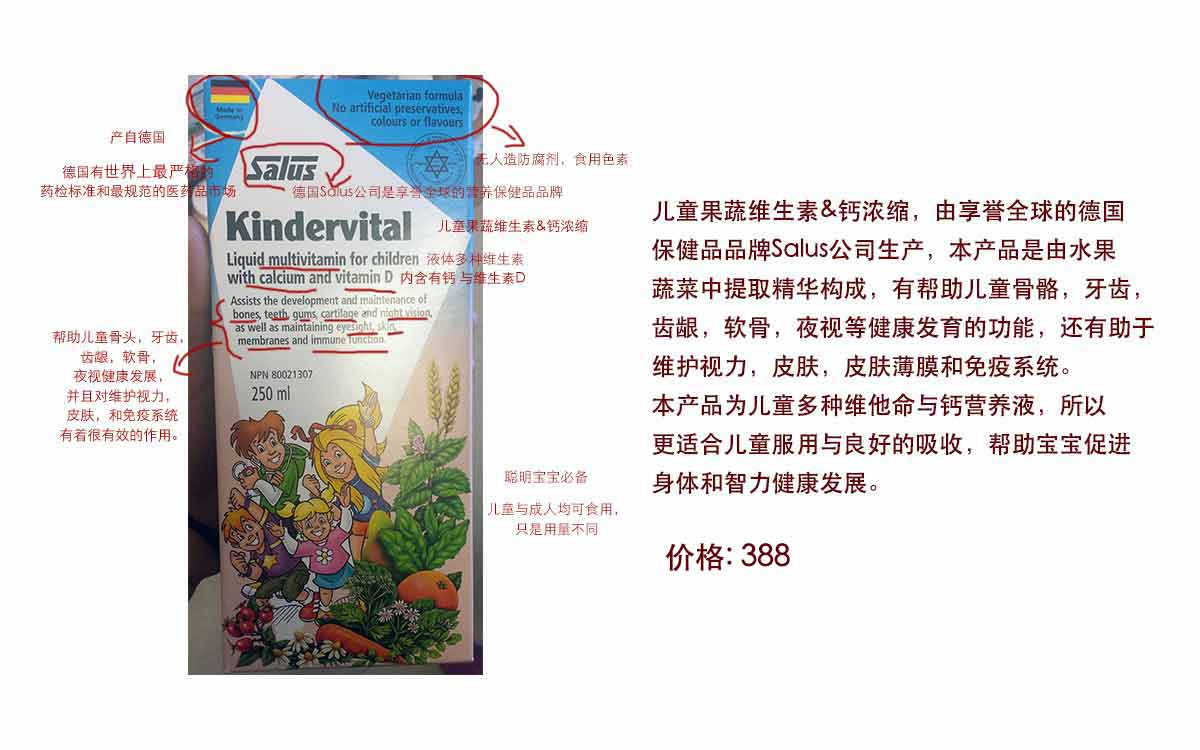 Made in
Germany
Vegetarian formula
No artificial preservatives,
colours or flavours
产自德国
德国有世界上最严格的
药检标准和最规范的医药品市场
无人造防腐剂，食用色素
Salus
德国Salus公司是享誉全球的营养保健品品牌
Kindervital
儿童果蔬维生素&钙浓缩
Liquid multivitamin for children
液体多种维生素
with calcium and vitamin D
内含有钙 与维生素D
Assists the development and maintenance of
bones, teeth, gums, cartilage and night vision,
as well as maintaining eyesight, skin,
membranes and immune function.
帮助儿童骨头，牙齿，
齿龈，软骨，
夜视健康发展，
并且对维护视力，
皮肤，和免疫系统
有着很有效的作用。
NPN 80021307
250 ml
聪明宝宝必备
儿童与成人均可食用，
只是用量不同
儿童果蔬维生素&钙浓缩，由享誉全球的德国
保健品品牌Salus公司生产，本产品是由水果
蔬菜中提取精华构成，有帮助儿童骨骼，牙齿，
齿龈，软骨，夜视等健康发育的功能，还有助于
维护视力，皮肤，皮肤薄膜和免疫系统。
本产品为儿童多种维他命与钙营养液，所以
更适合儿童服用与良好的吸收，帮助宝宝促进
身体和智力健康发展。
价格: 388